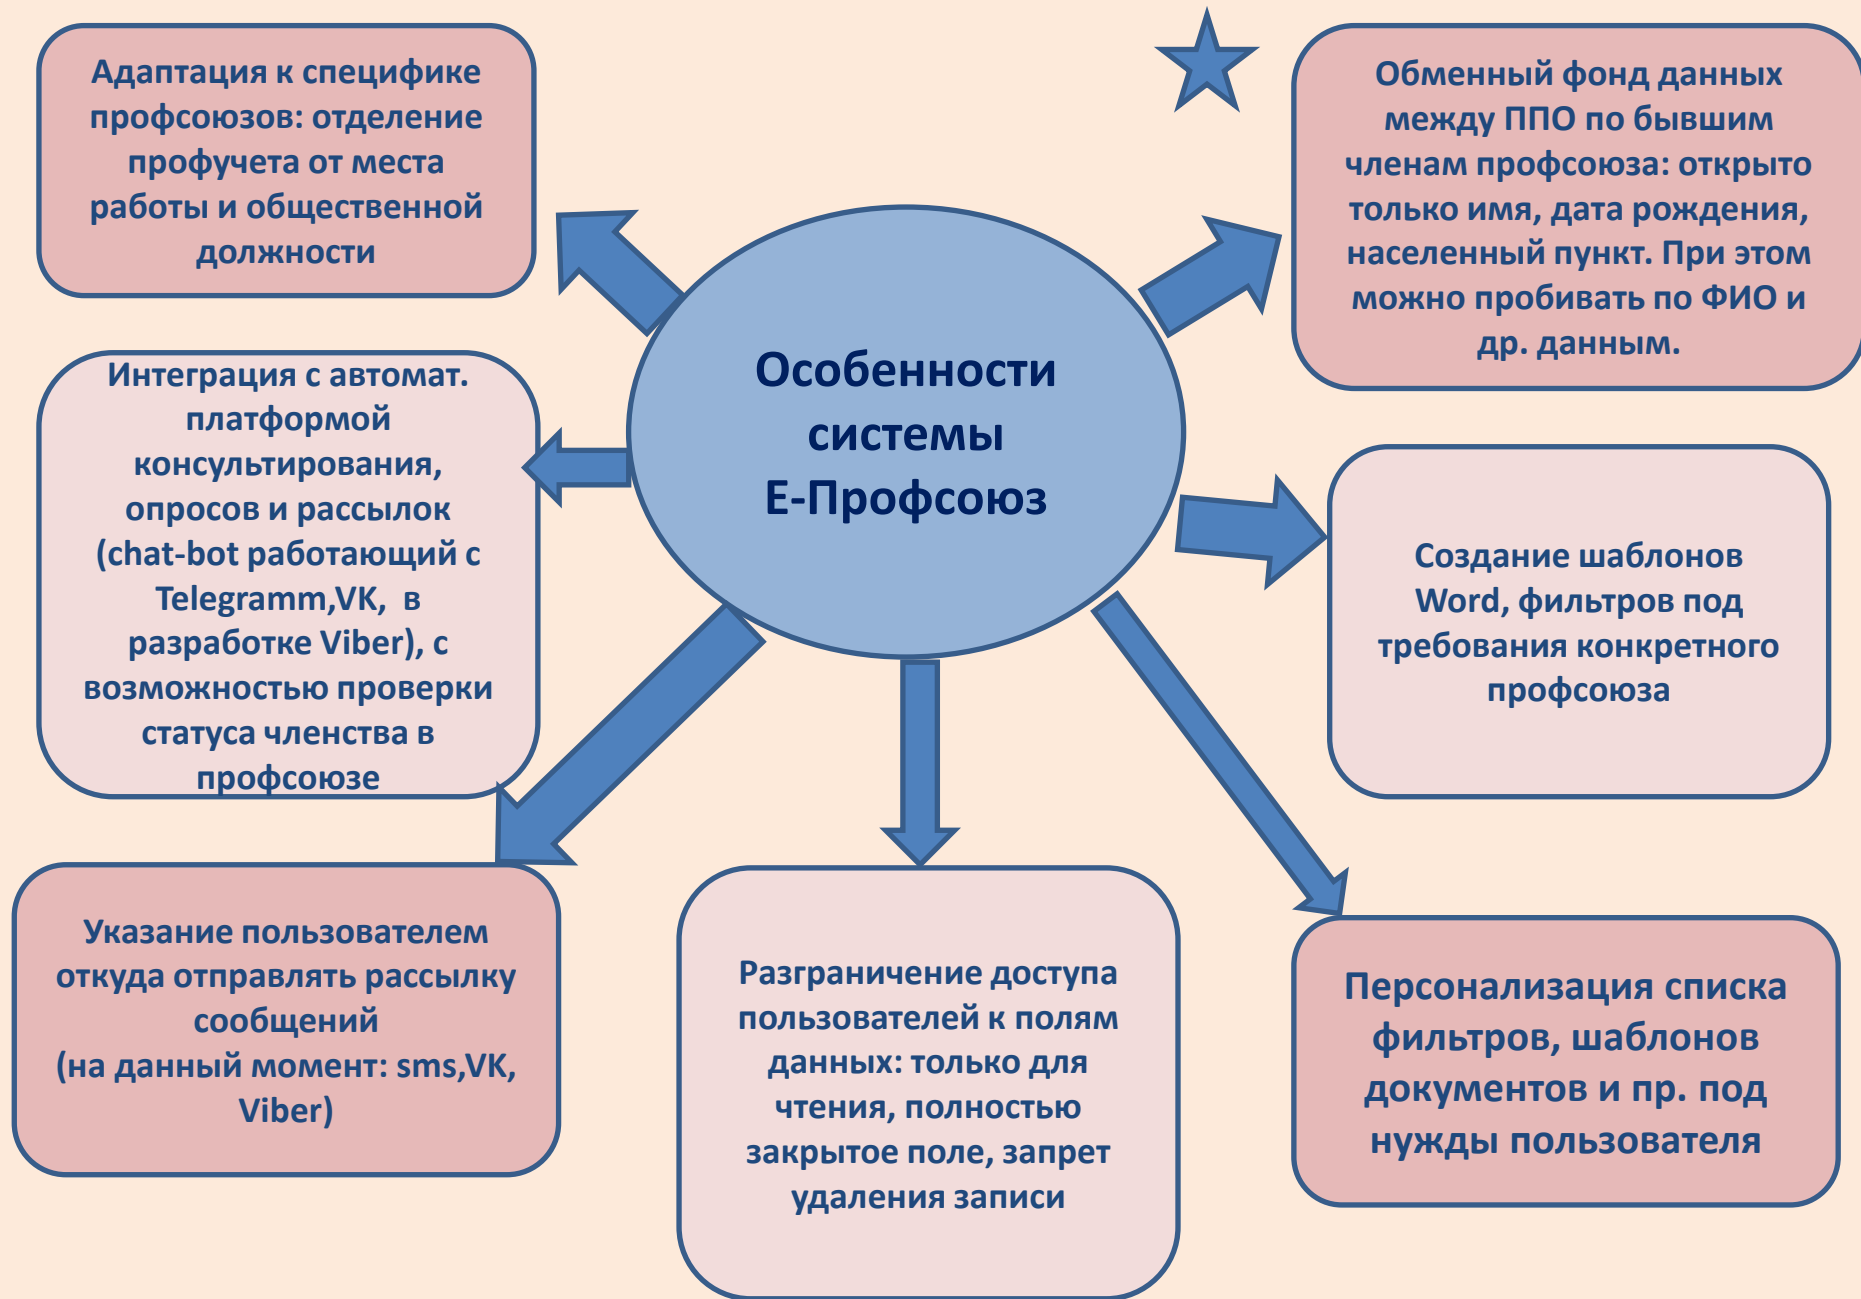 Адаптация к специфике
профсоюзов: отделение
профучета от места
работы и общественной
должности
Обменный фонд данных
между ППО по бывшим
членам профсоюза: открыто
только имя, дата рождения,
населенный пункт. При этом
можно пробивать по ФИО и
др. данным.
Особенности
системы
Е-Профсоюз
Интеграция с автомат.
платформой
консультирования,
опросов и рассылок
(chat-bot работающий с
Telegramm,VK, в
разработке Viber), с
возможностью проверки
статуса членства в
профсоюзе
Создание шаблонов
Word, фильтров под
требования конкретного
профсоюза
Указание пользователем
откуда отправлять рассылку
сообщений
(на данный момент: sms,VK,
Viber)
Разграничение доступа
пользователей к полям
данных: только для
чтения, полностью
закрытое поле, запрет
удаления записи
Персонализация списка
фильтров, шаблонов
документов и пр. под
нужды пользователя